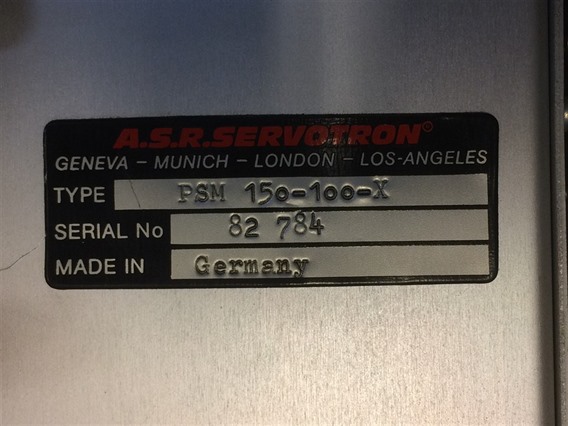 A.S.R.SERVOTRON®
GENEVA – MUNICH – LONDON – LOS-ANGELES
TYPE PSM 150-100-X
SERIAL No 82 784
MADE IN Germany